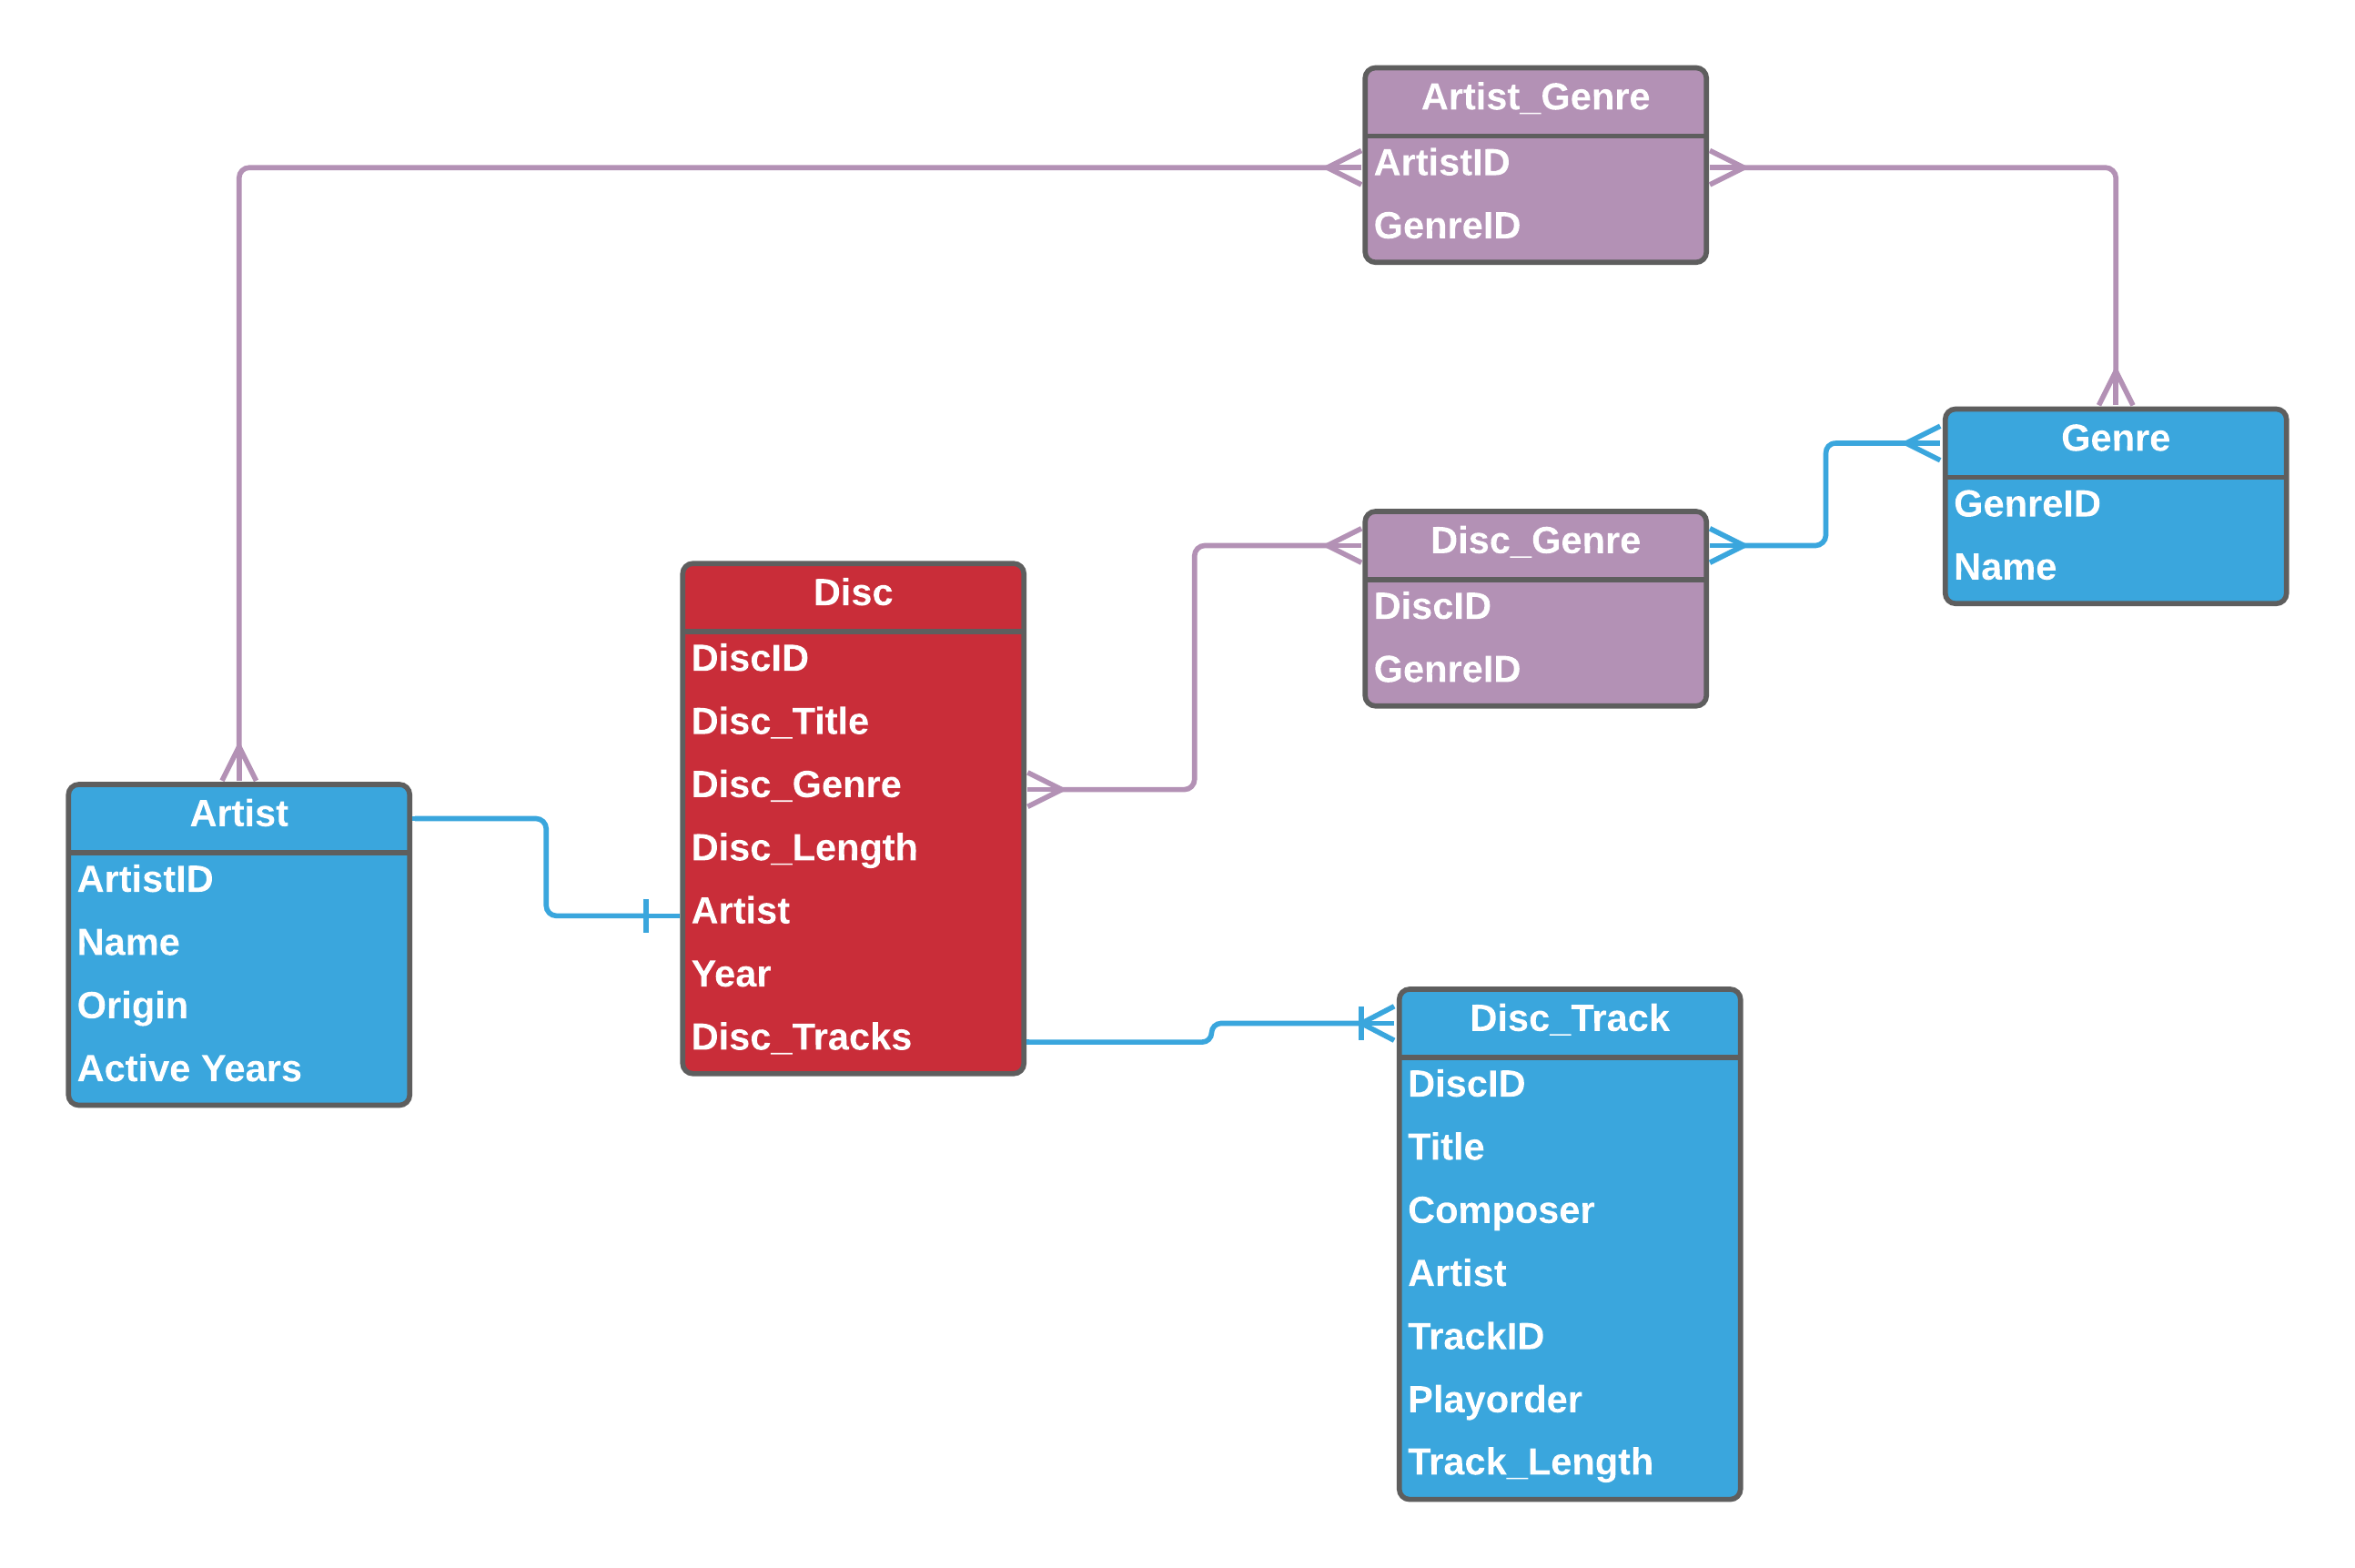 Artist_Genre
ArtistID
GenreID
Genre
GenreID
Name
Disc_Genre
DiscID
GenreID
Disc
DiscID
Disc_Title
Disc_Genre
Disc_Length
Artist
Year
Disc_Tracks
Artist
ArtistID
Name
Origin
Active Years
Disc_Track
DiscID
Title
Composer
Artist
TrackID
Playorder
Track_Length